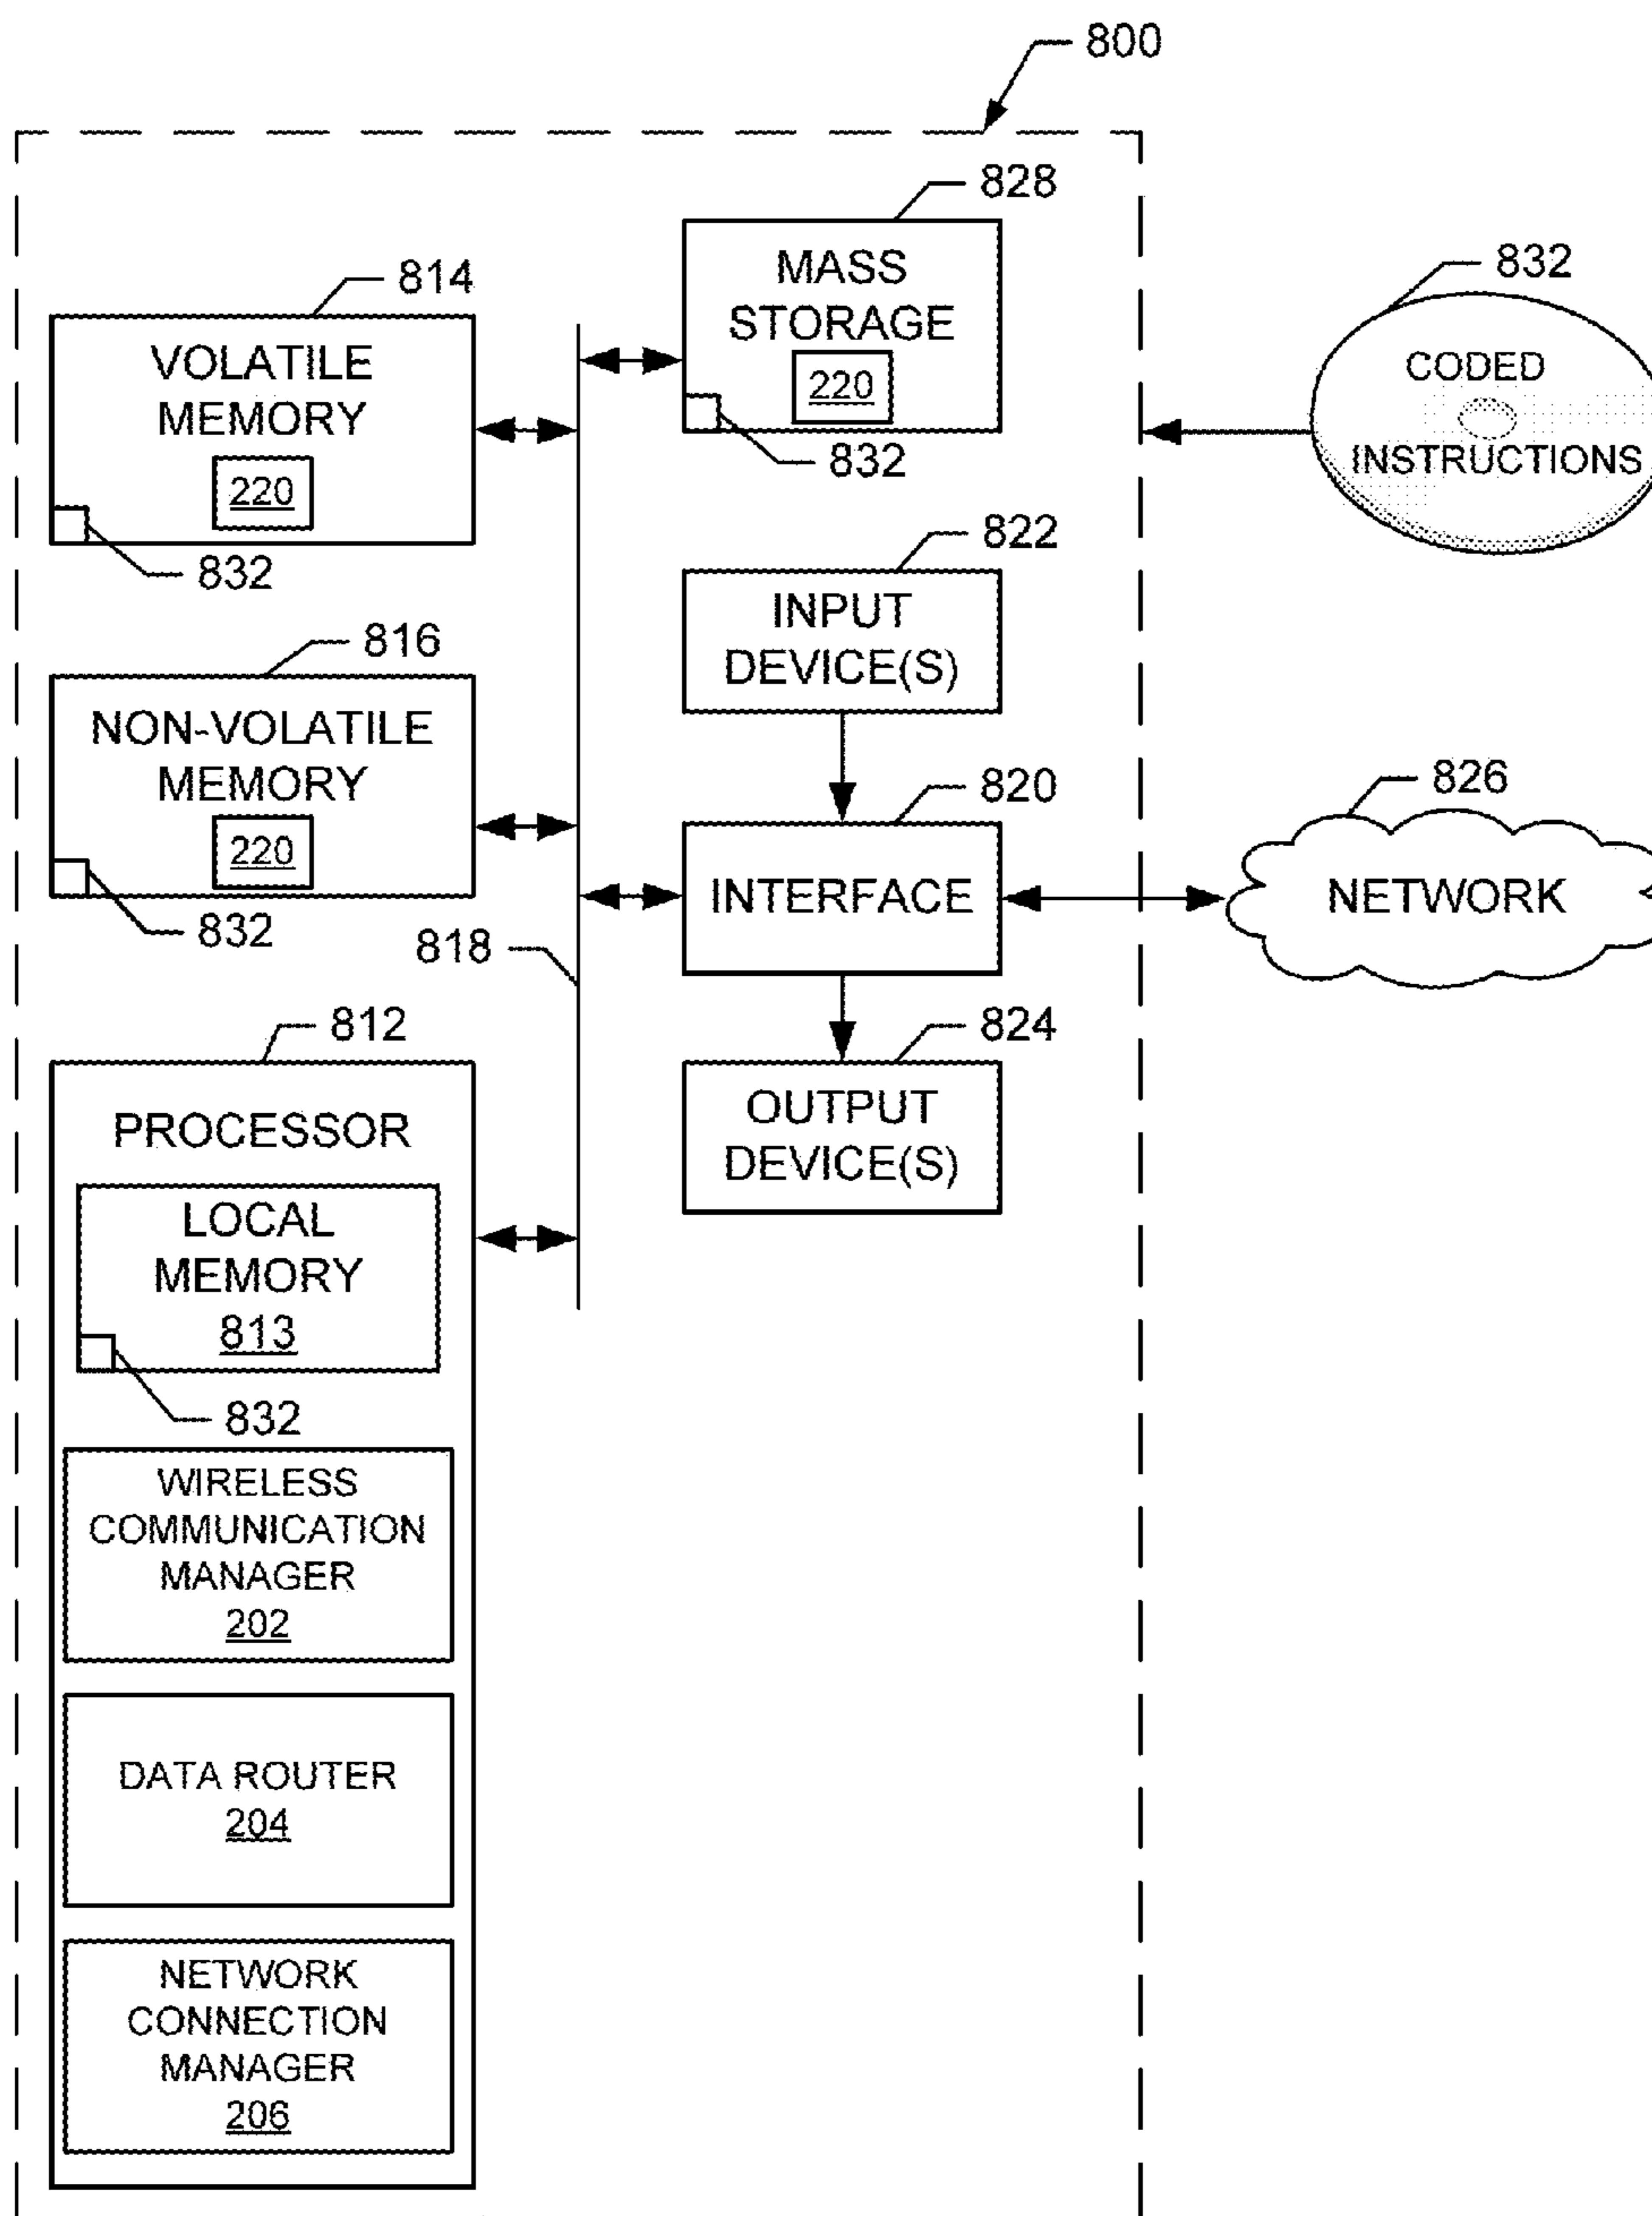 800
828
MASS
STORAGE
220
832
814
VOLATILE
MEMORY
220
832
832
CODED
INSTRUCTIONS
822
INPUT
DEVICE(S)
816
NON-VOLATILE
MEMORY
220
832
820
INTERFACE
826
NETWORK
818
824
OUTPUT
DEVICE(S)
812
PROCESSOR
LOCAL
MEMORY
813
832
WIRELESS
COMMUNICATION
MANAGER
202
DATA ROUTER
204
NETWORK
CONNECTION
MANAGER
206